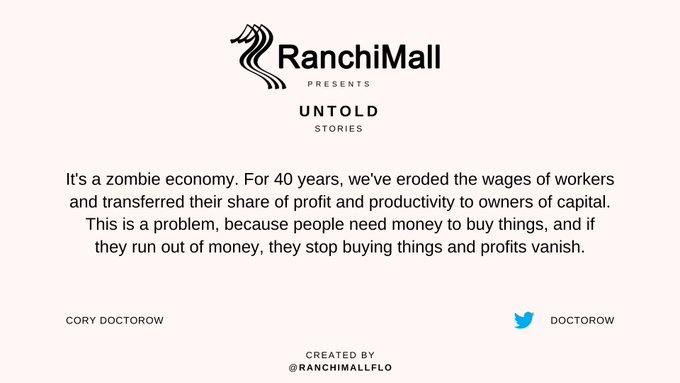 RanchiMall
PRESENTS
UNTOLD
STORIES
It's a zombie economy. For 40 years, we've eroded the wages of workers
and transferred their share of profit and productivity to owners of capital.
This is a problem, because people need money to buy things, and if
they run out of money, they stop buying things and profits vanish.
CORY DOCTOROW
DOCTOROW
CREATED BY
@RANCHIMALLFLO